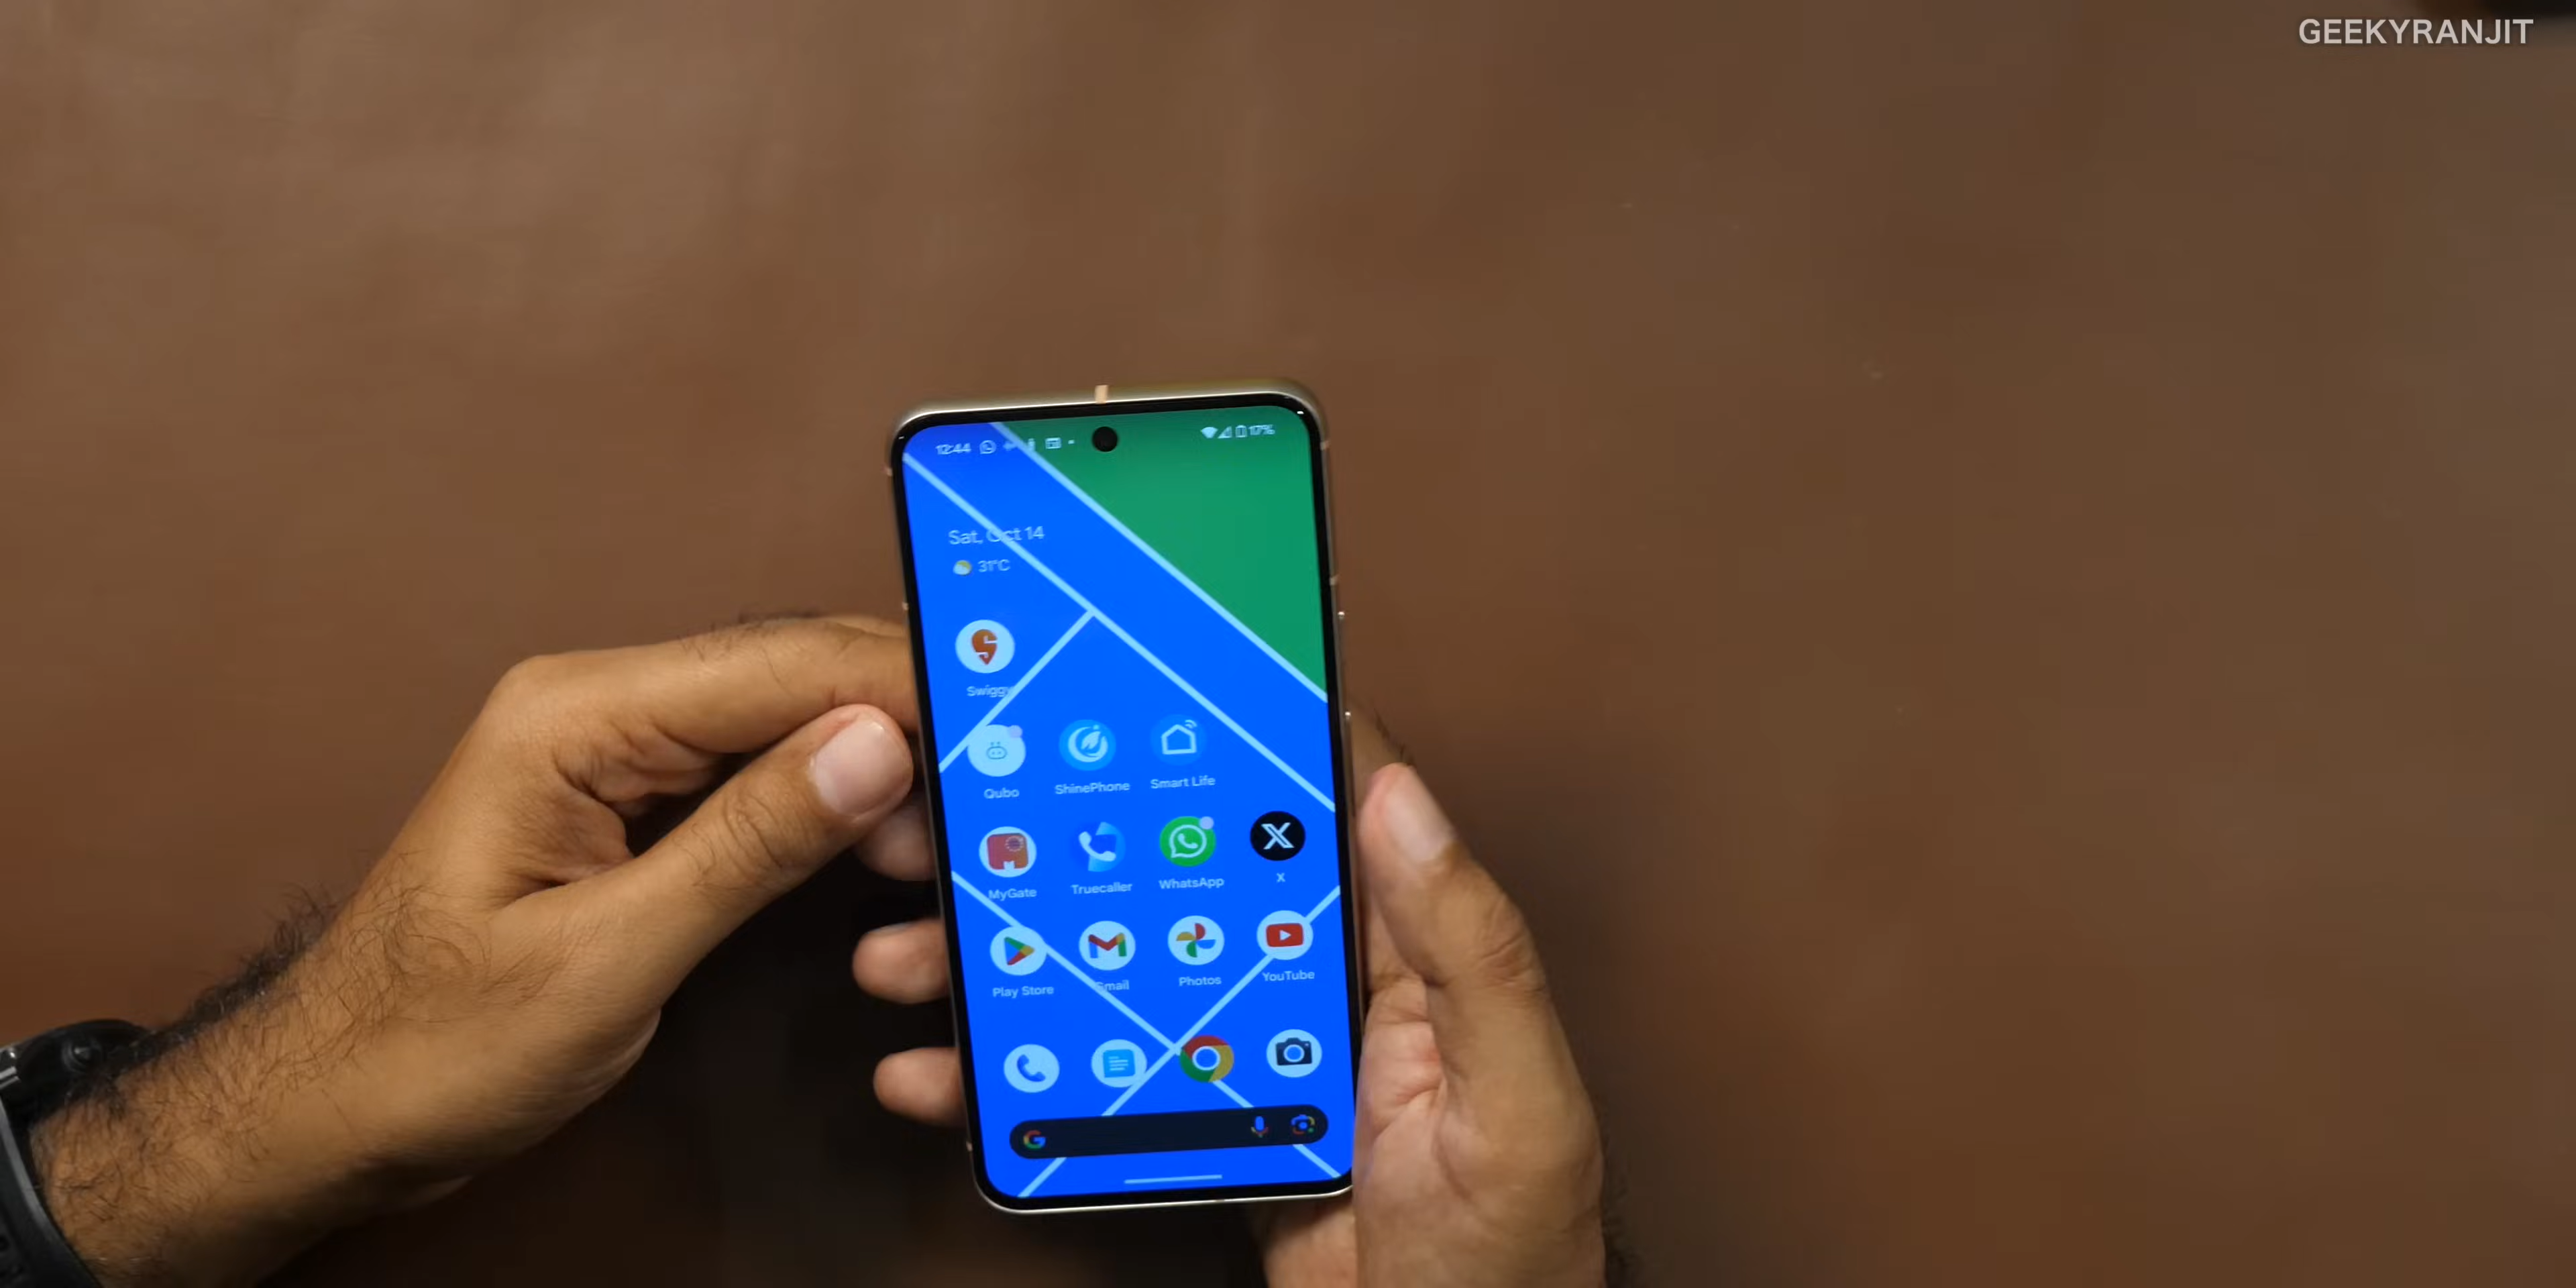 GEEKYRANJIT
12:44 17%
Sat, Oct 14
31°C
Swiggy
Qubo ShinePhone Smart Life
MyGate Truecaller WhatsApp X
Play Store Gmail Photos YouTube